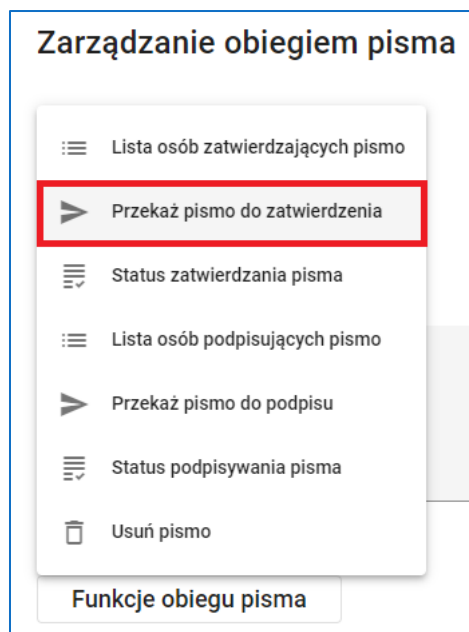 Zarządzanie obiegiem pisma
Lista osób zatwierdzających pismo
Przekaż pismo do zatwierdzenia
Status zatwierdzania pisma
Lista osób podpisujących pismo
Przekaż pismo do podpisu
Status podpisywania pisma
Usuń pismo
Funkcje obiegu pisma